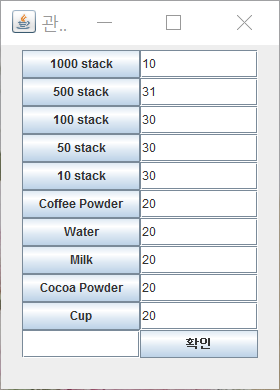 관..
1000 stack 10
500 stack 31
100 stack 30
50 stack 30
10 stack 30
Coffee Powder 20
Water 20
Milk 20
Cocoa Powder 20
Cup 20
확인